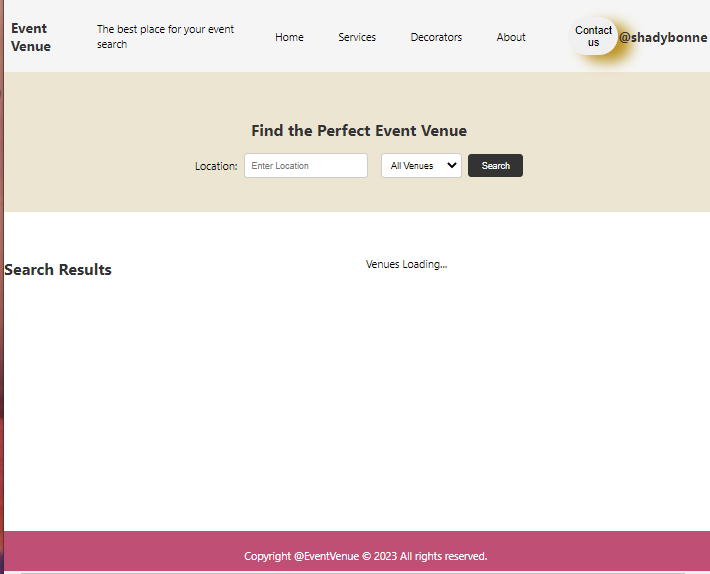 Event
Venue
The best place for your event
search
Home
Services
Decorators
About
Contact
us
@shadybonne
Find the Perfect Event Venue
Location:
Enter Location
All Venues
Search
Search Results
Venues Loading...
Copyright @EventVenue © 2023 All rights reserved.